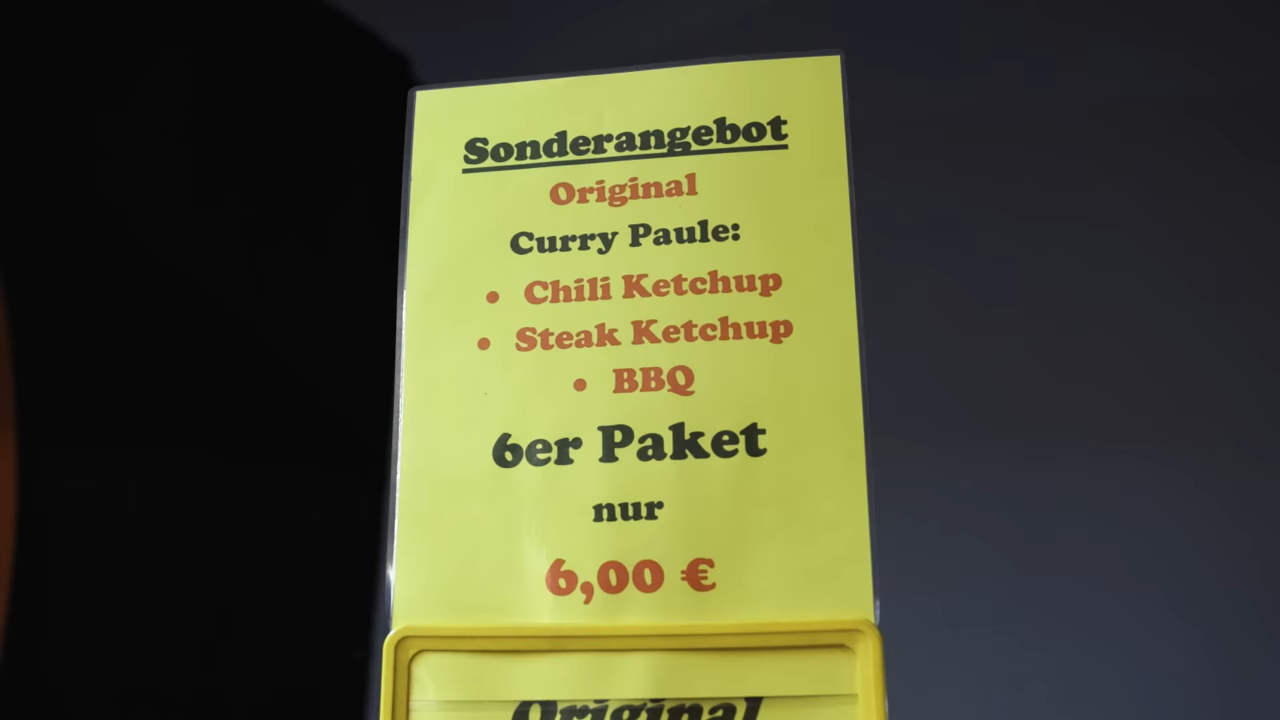 Sonderangebot
Original
Curry Paule:
• Chili Ketchup
• Steak Ketchup
• BBQ
6er Paket
nur
6,00 €
Original